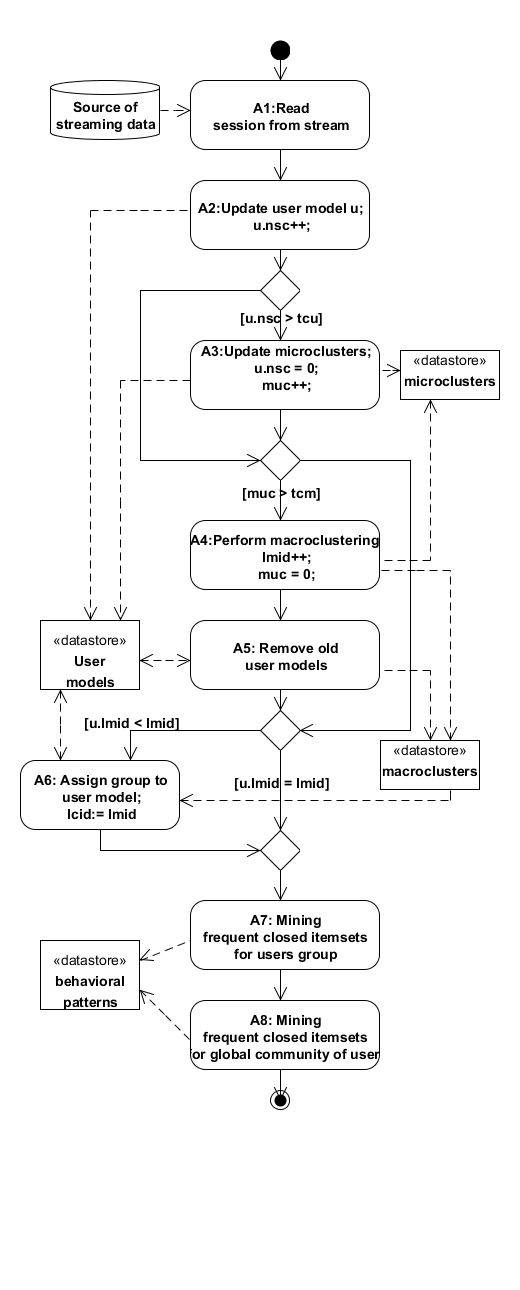 A1:Read
session from stream
Source of
streaming data
A2:Update user model u;
u.nsc++;
[u.nsc > tcu]
A3:Update microclusters;
u.nsc = 0;
muc++;
«datastore»
microclusters
[muc > tcm]
A4:Perform macroclustering
lmid++;
muc = 0;
«datastore»
User
models
A5: Remove old
user models
[u.lmid < lmid]
«datastore»
macroclusters
A6: Assign group to
user model;
lcid:= lmid
[u.lmid = lmid]
A7: Mining
frequent closed itemsets
for users group
«datastore»
behavioral
patterns
A8: Mining
frequent closed itemsets
or global community of user